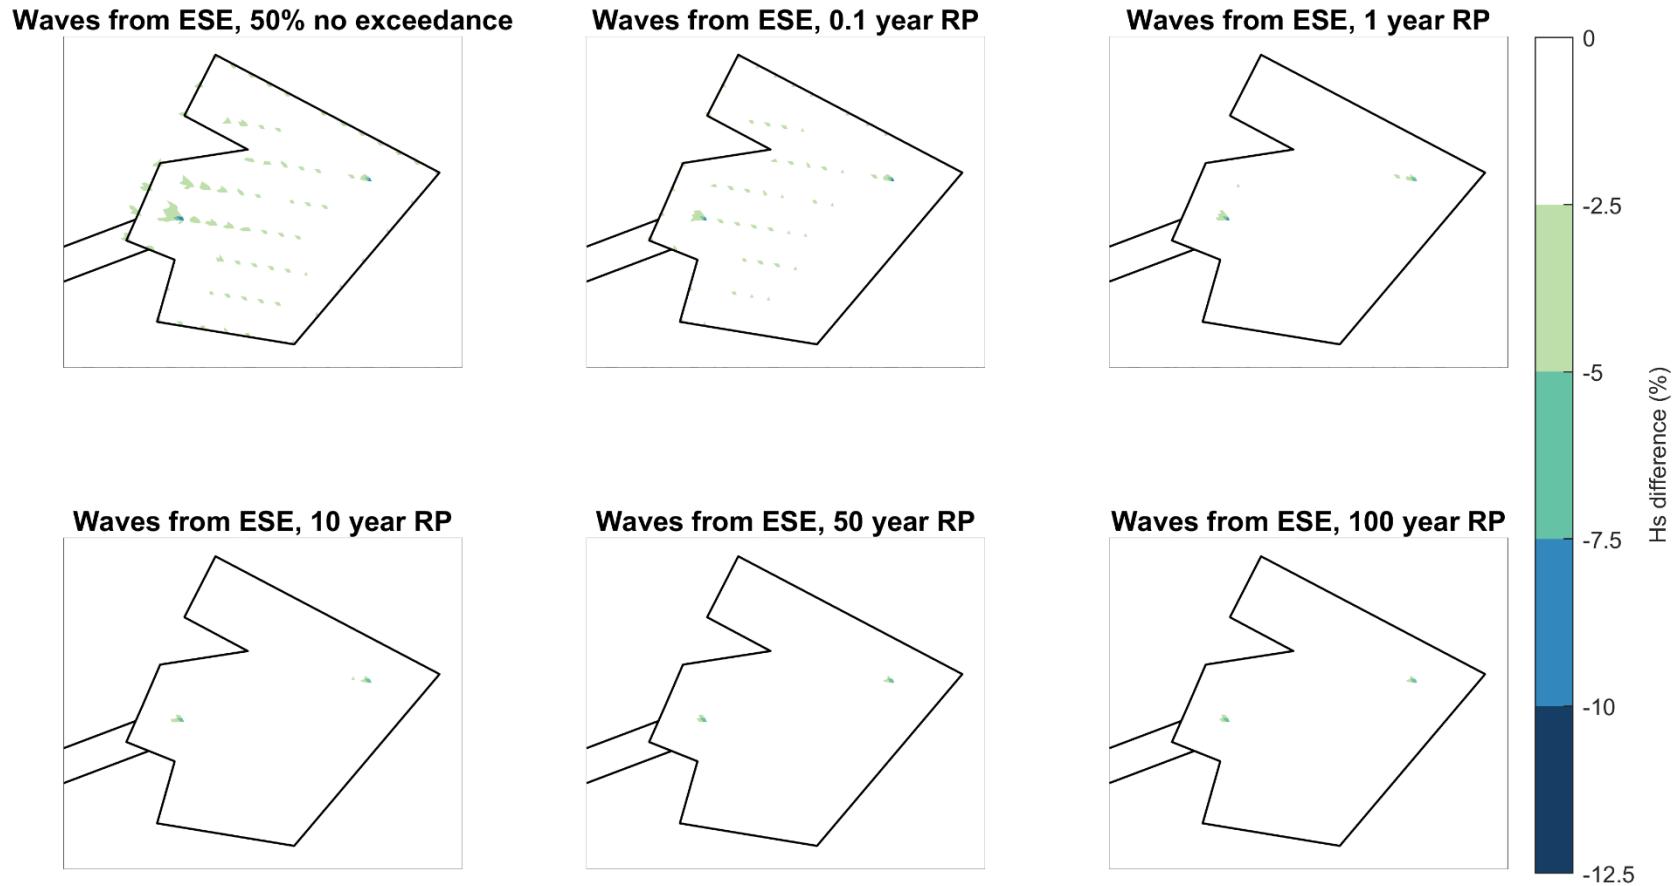 Waves from ESE, 50% no exceedance
Waves from ESE, 0.1 year RP
Waves from ESE, 1 year RP
0
-2.5
-5
-7.5
-10
-12.5
Hs difference (%)
Waves from ESE, 10 year RP
Waves from ESE, 50 year RP
Waves from ESE, 100 year RP